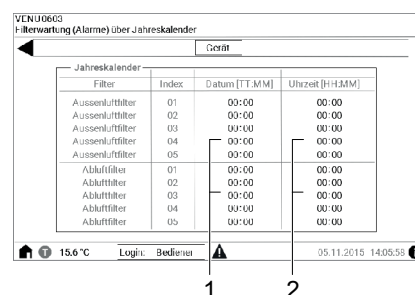 VENU0603
Filterwartung (Alarme) über Jahreskalender
Gerät
Jahreskalender
Filter Index Datum [TT:MM] Uhrzeit [HH:MM]
Aussenluftfilter 01 00:00 00:00
Aussenluftfilter 02 00:00 00:00
Aussenluftfilter 03 00:00 00:00
Aussenluftfilter 04 00:00 00:00
Aussenluftfilter 05 00:00 00:00
Abluftfilter 01 00:00 00:00
Abluftfilter 02 00:00 00:00
Abluftfilter 03 00:00 00:00
Abluftfilter 04 00:00 00:00
Abluftfilter 05 00:00 00:00
T 15.6 °C Login: Bediener 05.11.2015 14:05:58
1 2